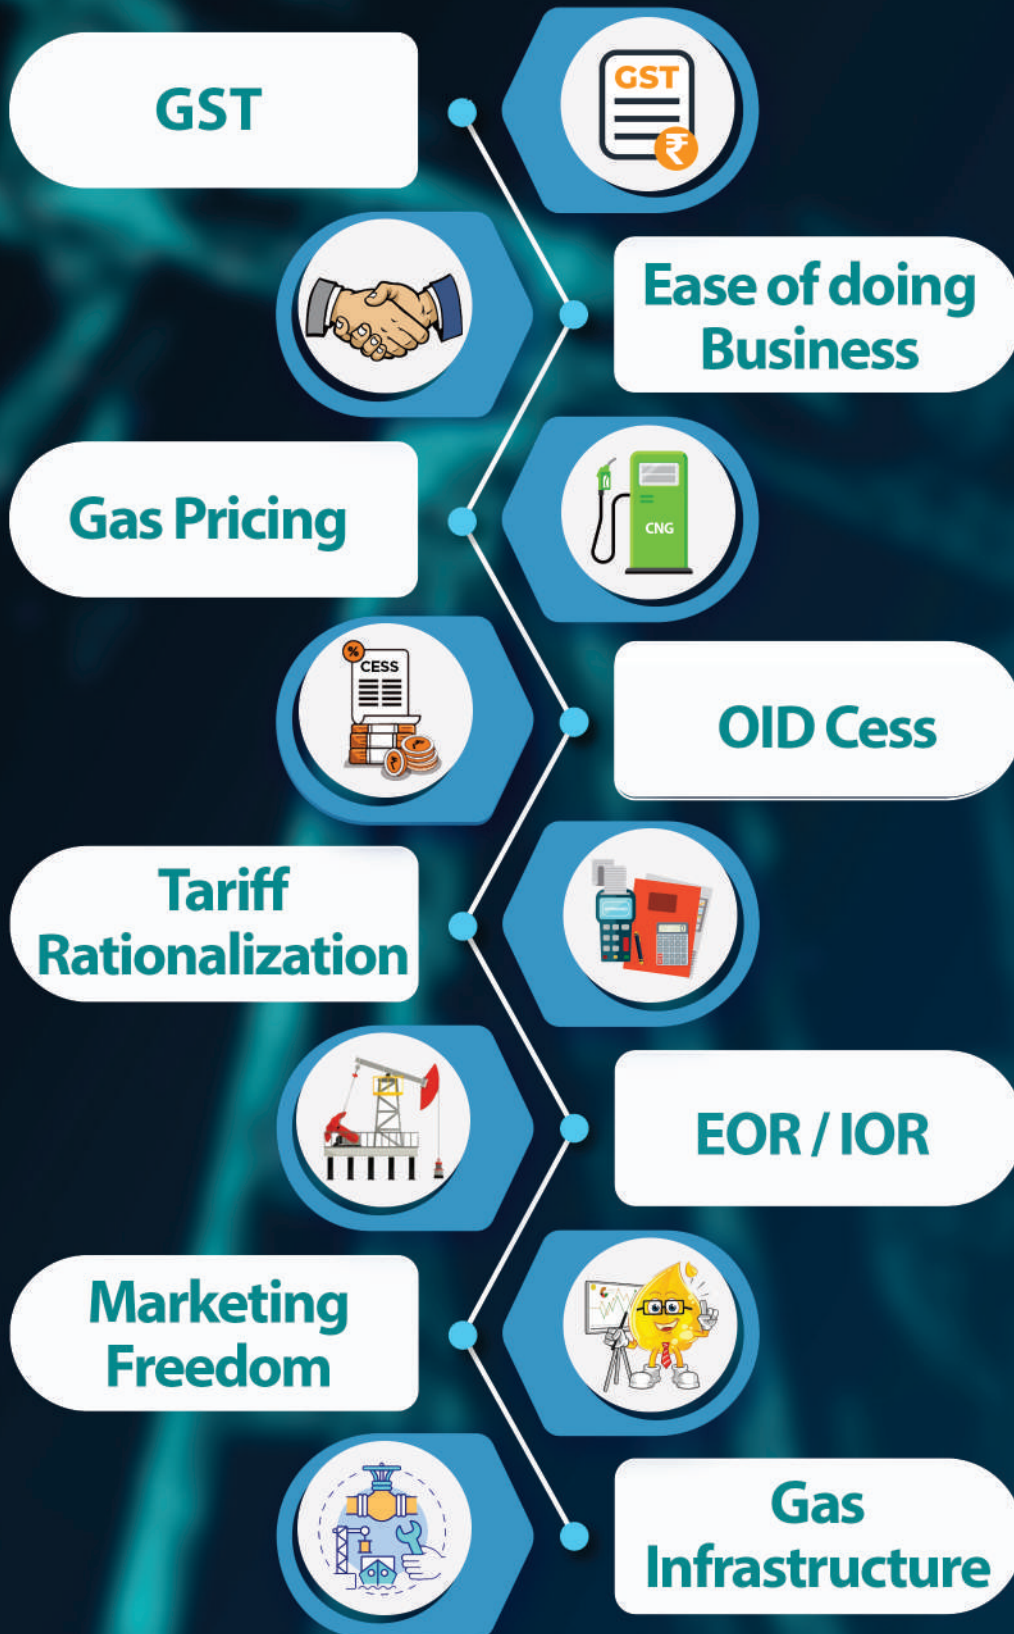 GST
GST
₹
Ease of doing
Business
Gas Pricing
CNG
%
CESS
OID Cess
Tariff
Rationalization
EOR / IOR
Marketing
Freedom
Gas
Infrastructure